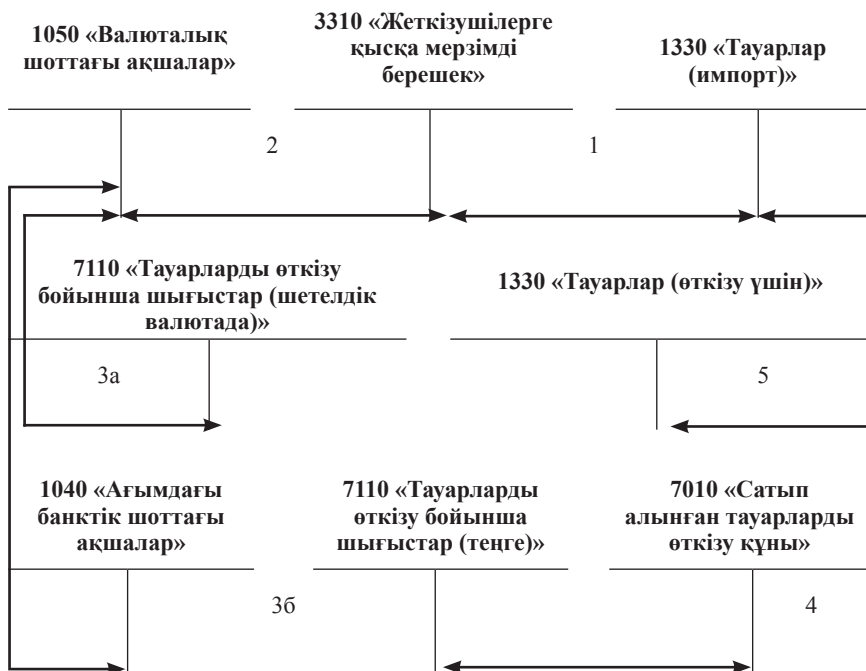 1050 «Валюталық
шоттағы ақшалар»
3310 «Жеткізушілерге
қысқа мерзімді
берешек»
1330 «Тауарлар
(импорт)»
2
1
7110 «Тауарларды өткізу
бойынша шығыстар (шетелдік
валютада)»
1330 «Тауарлар (өткізу үшін)»
3а
5
1040 «Ағымдағы
банктік шоттағы
ақшалар»
7110 «Тауарларды
өткізу бойынша
шығыстар (теңге)»
7010 «Сатып
алынған тауарларды
өткізу құны»
3б
4